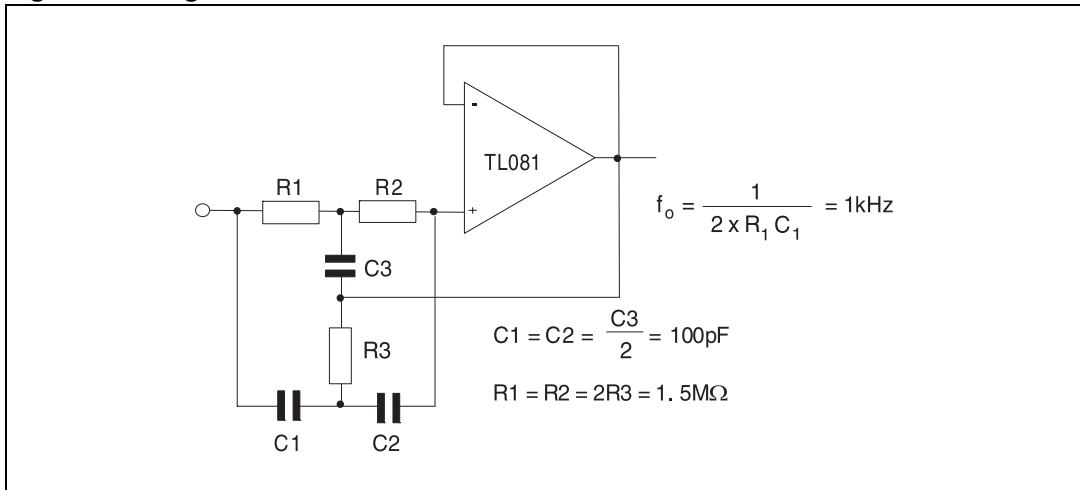 -
TL081
+
R1
R2
C3
R3
C1
C2
f_o = 1 / 2 x R_1 C_1 = 1kHz
C1 = C2 = C3 / 2 = 100pF
R1 = R2 = 2R3 = 1. 5MΩ